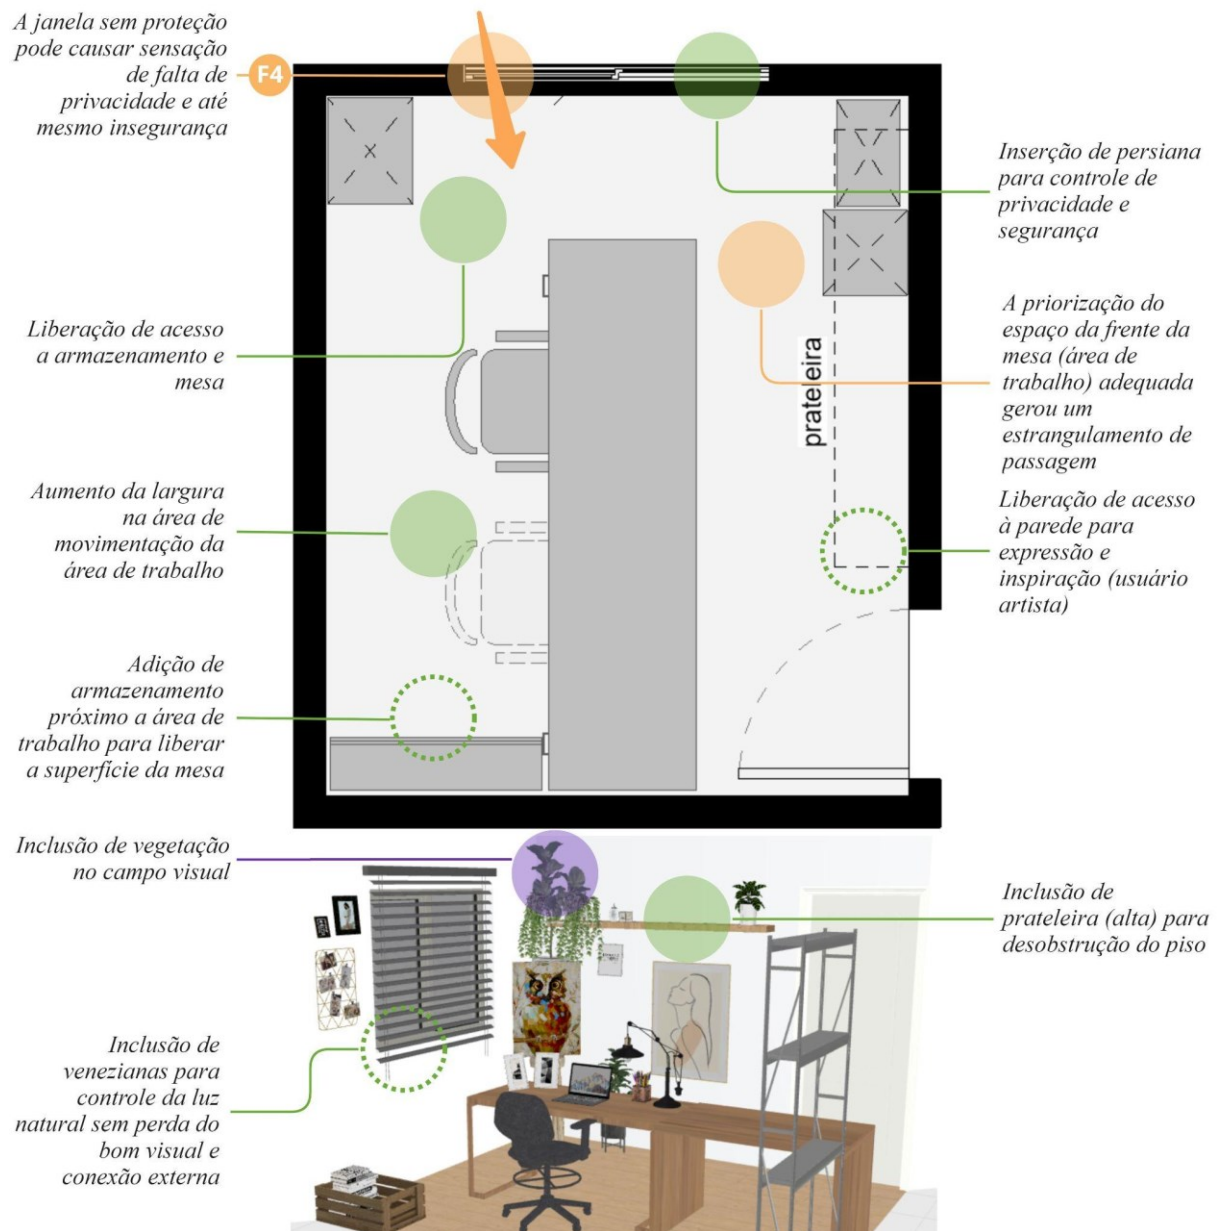 A janela sem proteção
pode causar sensação
de falta de
privacidade e até
mesmo insegurança
F4
Inserção de persiana
para controle de
privacidade e
segurança
Liberação de acesso
a armazenamento e
mesa
A priorização do
espaço da frente da
mesa (área de
trabalho) adequada
gerou um
estrangulamento de
passagem
prateleira
Aumento da largura
na área de
movimentação da
área de trabalho
Liberação de acesso
à parede para
expressão e
inspiração (usuário
artista)
Adição de
armazenamento
próximo a área de
trabalho para liberar
a superfície da mesa
Inclusão de vegetação
no campo visual
Inclusão de
prateleira (alta) para
desobstrução do piso
Inclusão de
venezianas para
controle da luz
natural sem perda do
bom visual e
conexão externa